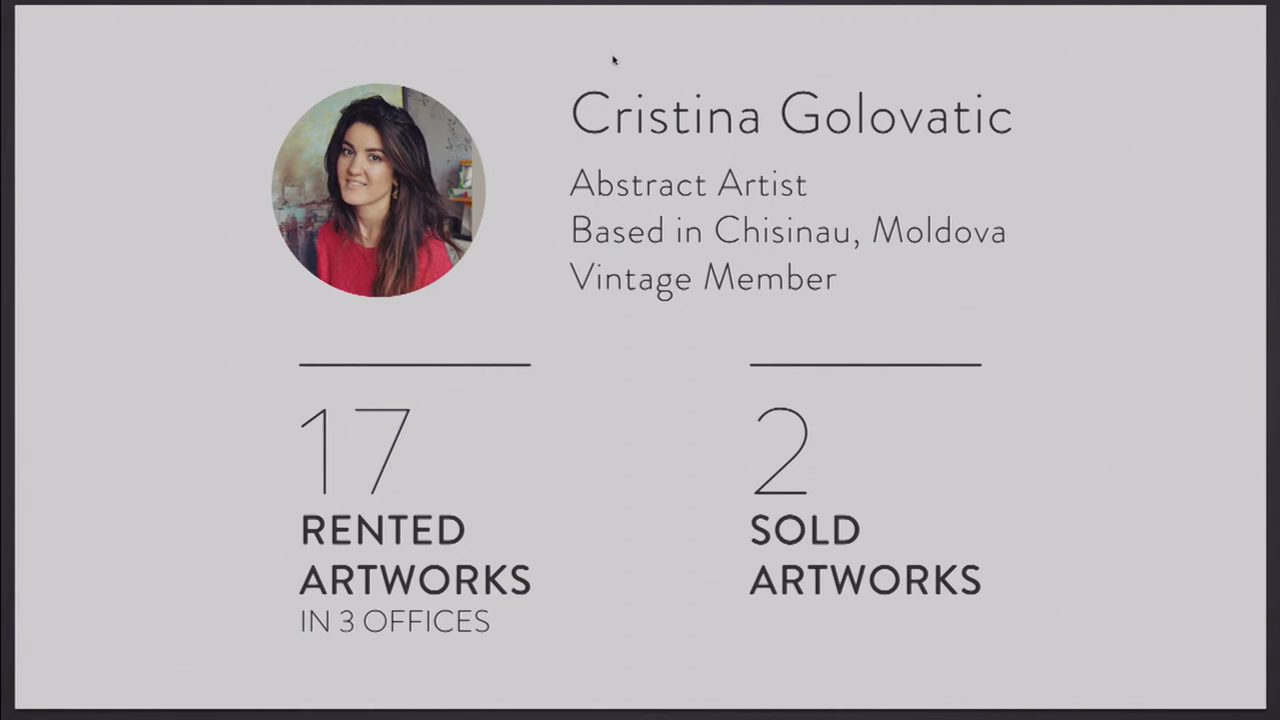 Cristina Golovatic
Abstract Artist
Based in Chisinau, Moldova
Vintage Member
17
RENTED
ARTWORKS
IN 3 OFFICES
2
SOLD
ARTWORKS